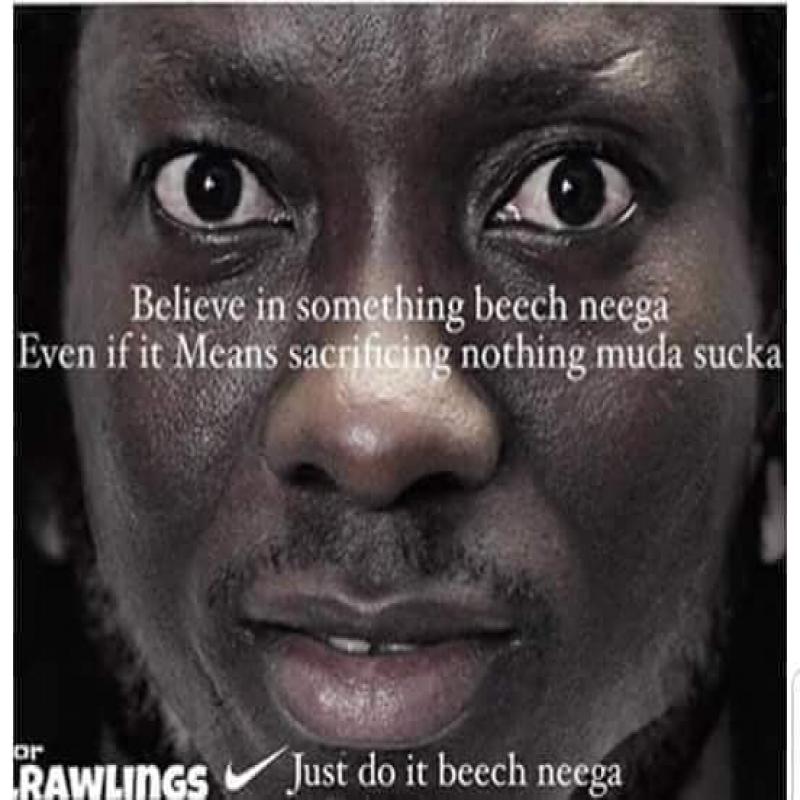 Believe in something beech neega
Even if it Means sacrificing nothing muda sucka
or
.RAWLINGS
Just do it beech neega